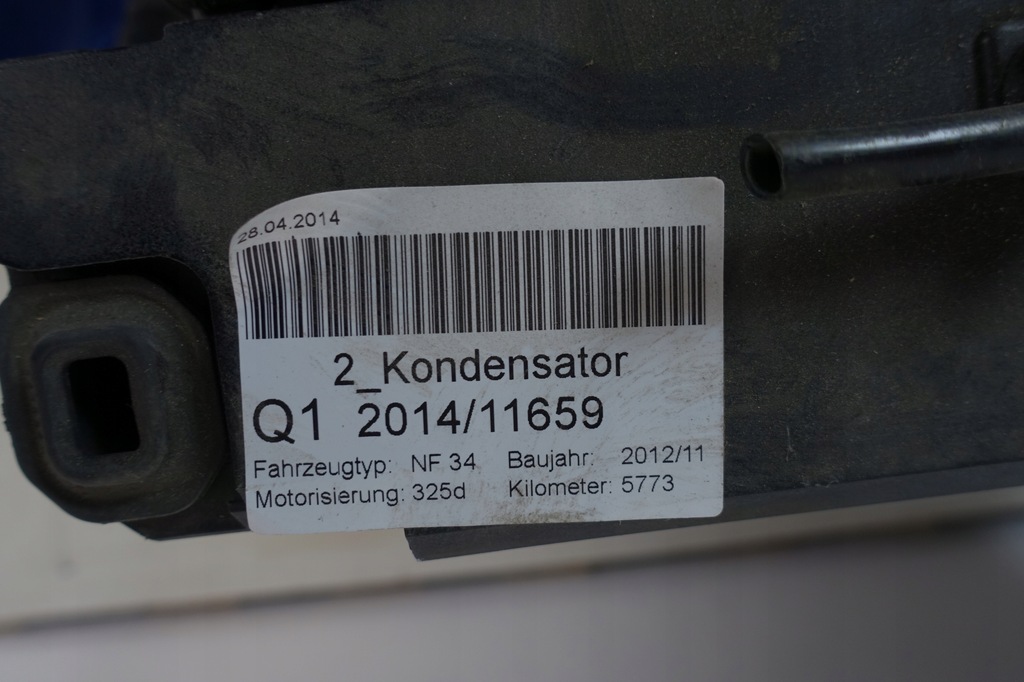 28.04.2014
2_Kondensator
Q1 2014/11659
Fahrzeugtyp: NF 34 Baujahr: 2012/11
Motorisierung: 325d Kilometer: 5773